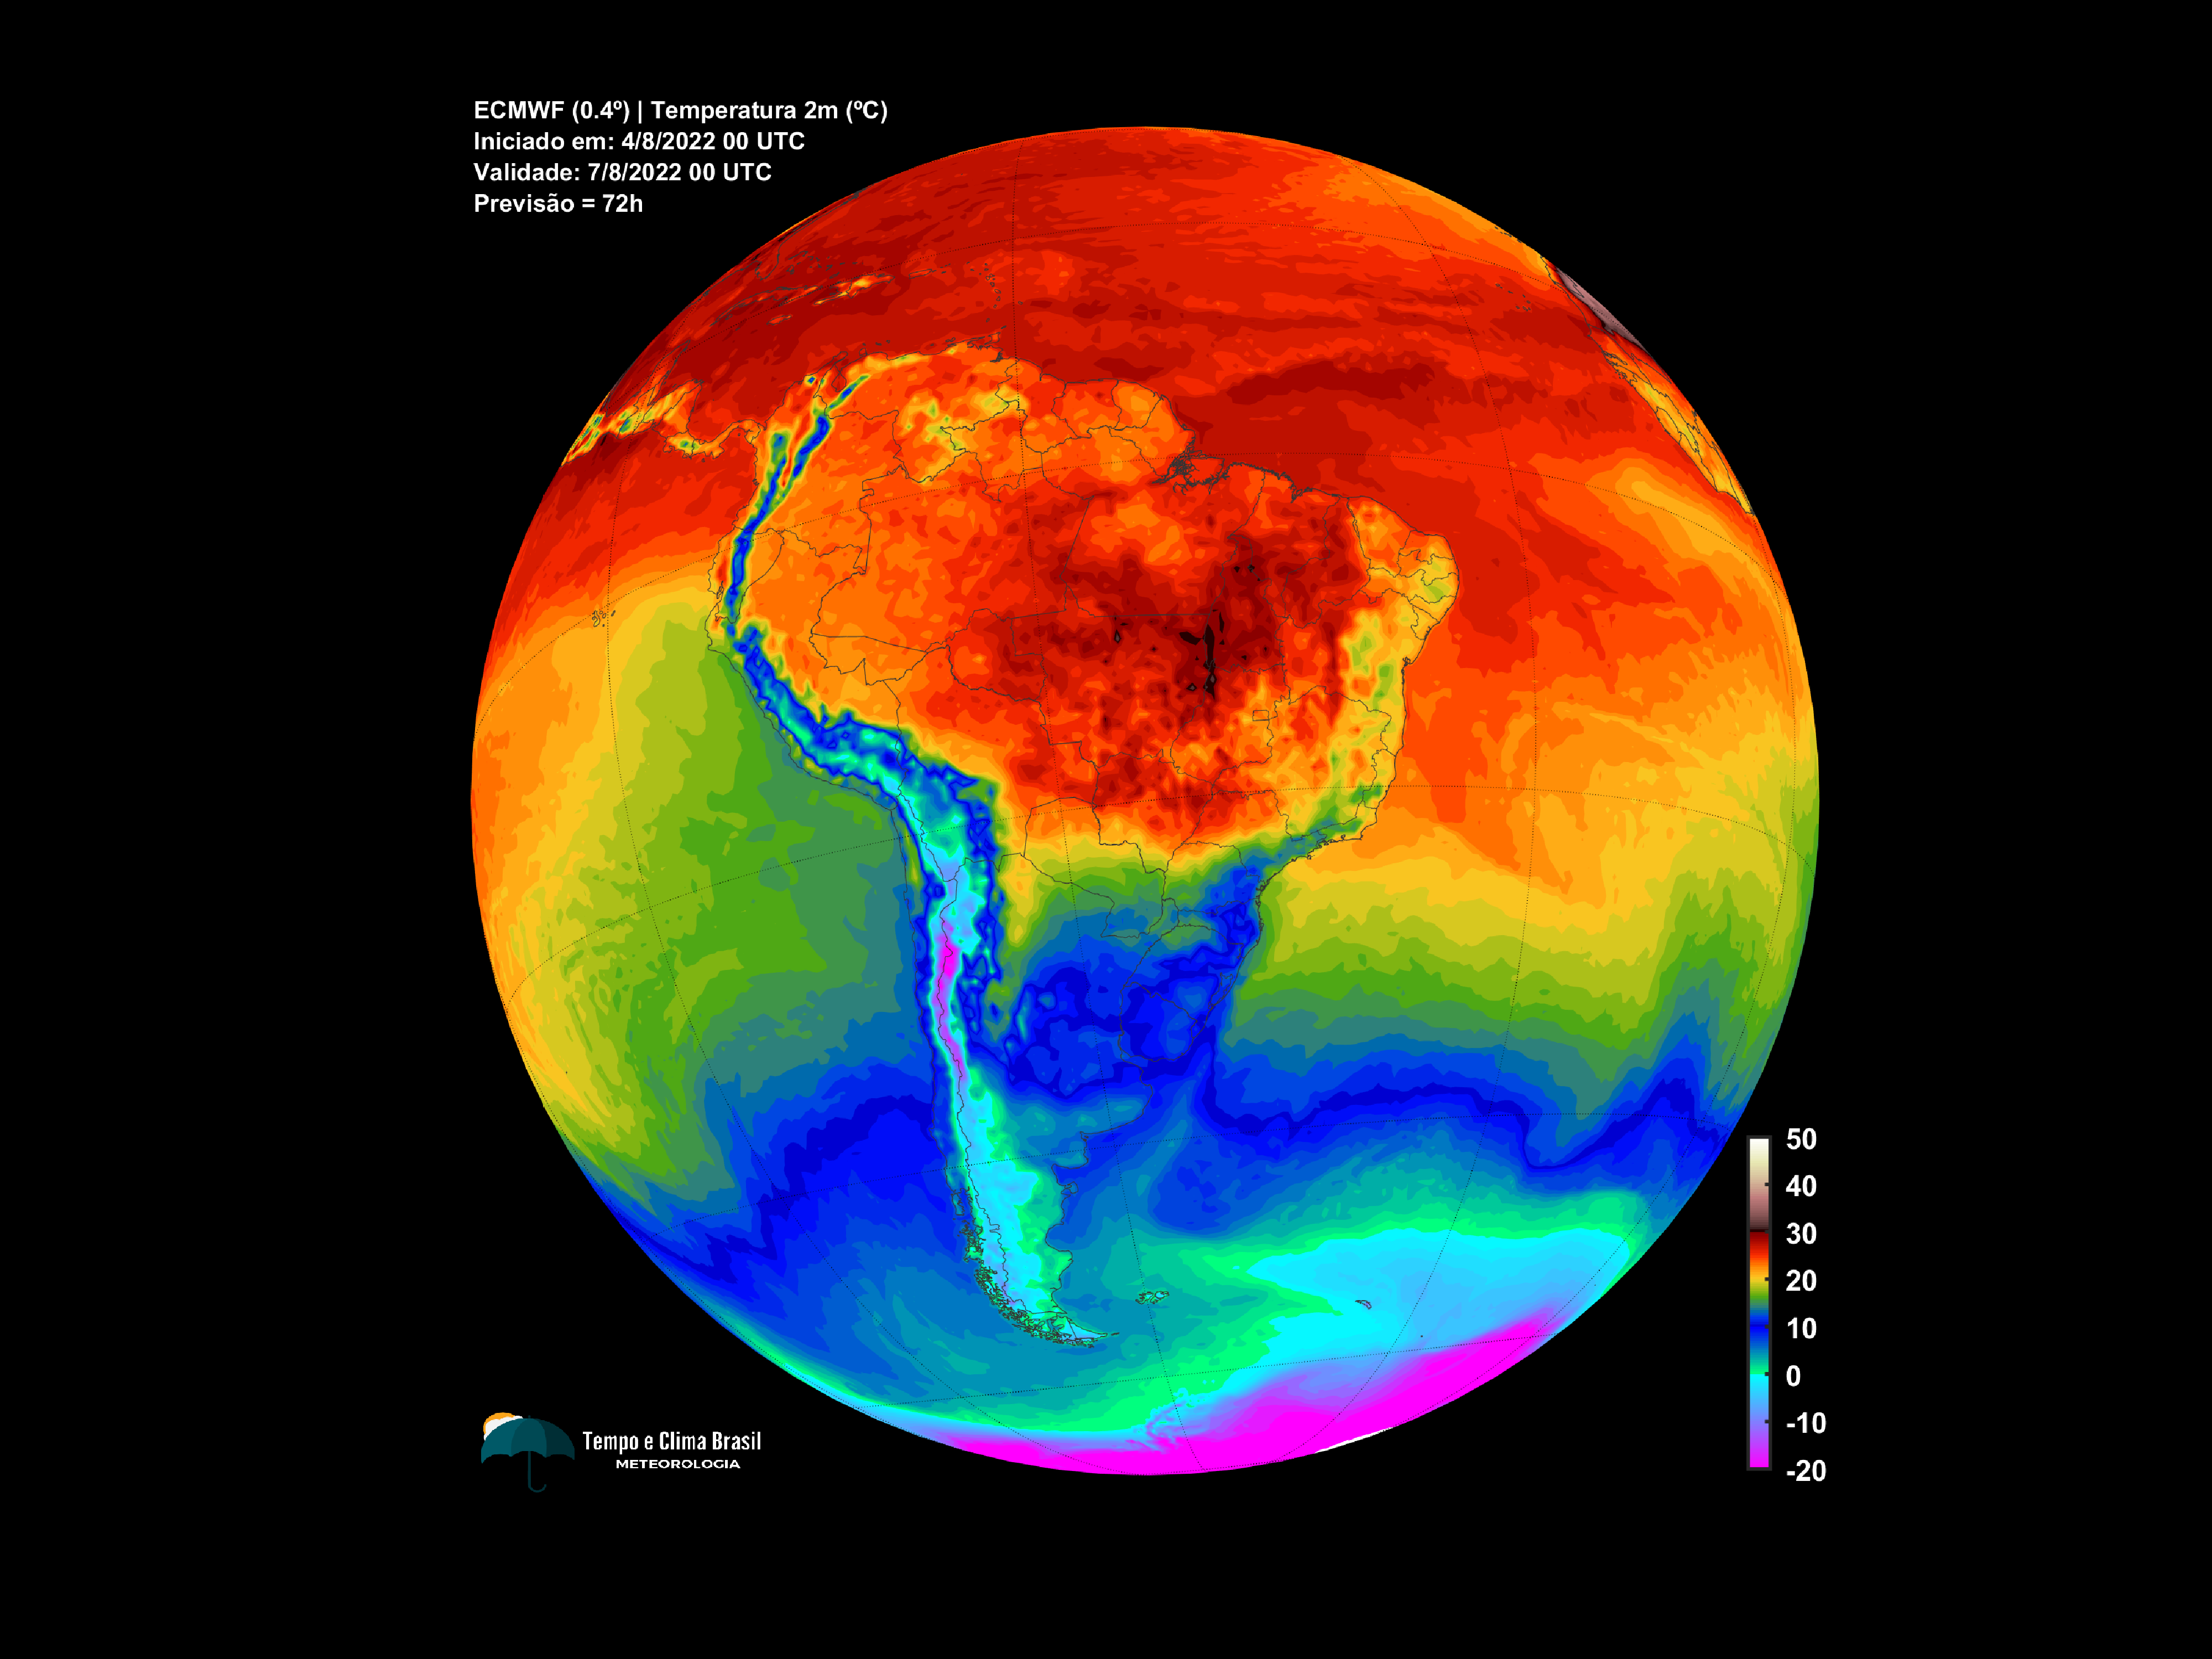 ECMWF (0.4º) | Temperatura 2m (ºC)
Iniciado em: 4/8/2022 00 UTC
Validade: 7/8/2022 00 UTC
Previsão = 72h
50
40
30
20
10
0
-10
-20
Tempo e Clima Brasil
METEOROLOGIA